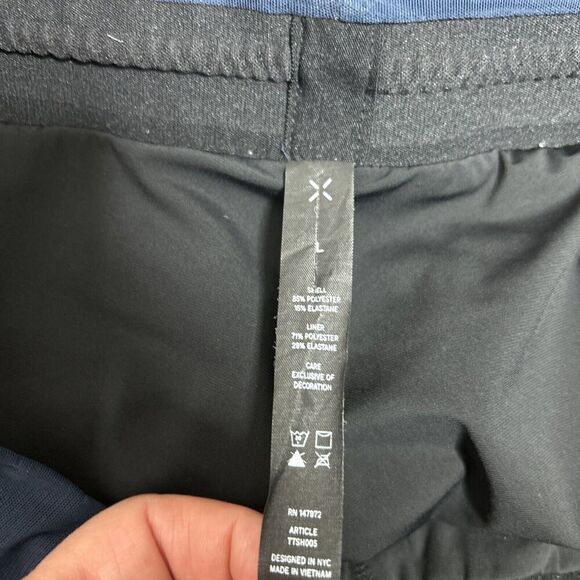 L
SHELL
85% POLYESTER
15% ELASTANE
LINER
71% POLYESTER
29% ELASTANE
CARE
EXCLUSIVE OF
DECORATION
RN 147972
ARTICLE
TTSH005
DESIGNED IN NYC
MADE IN VIETNAM